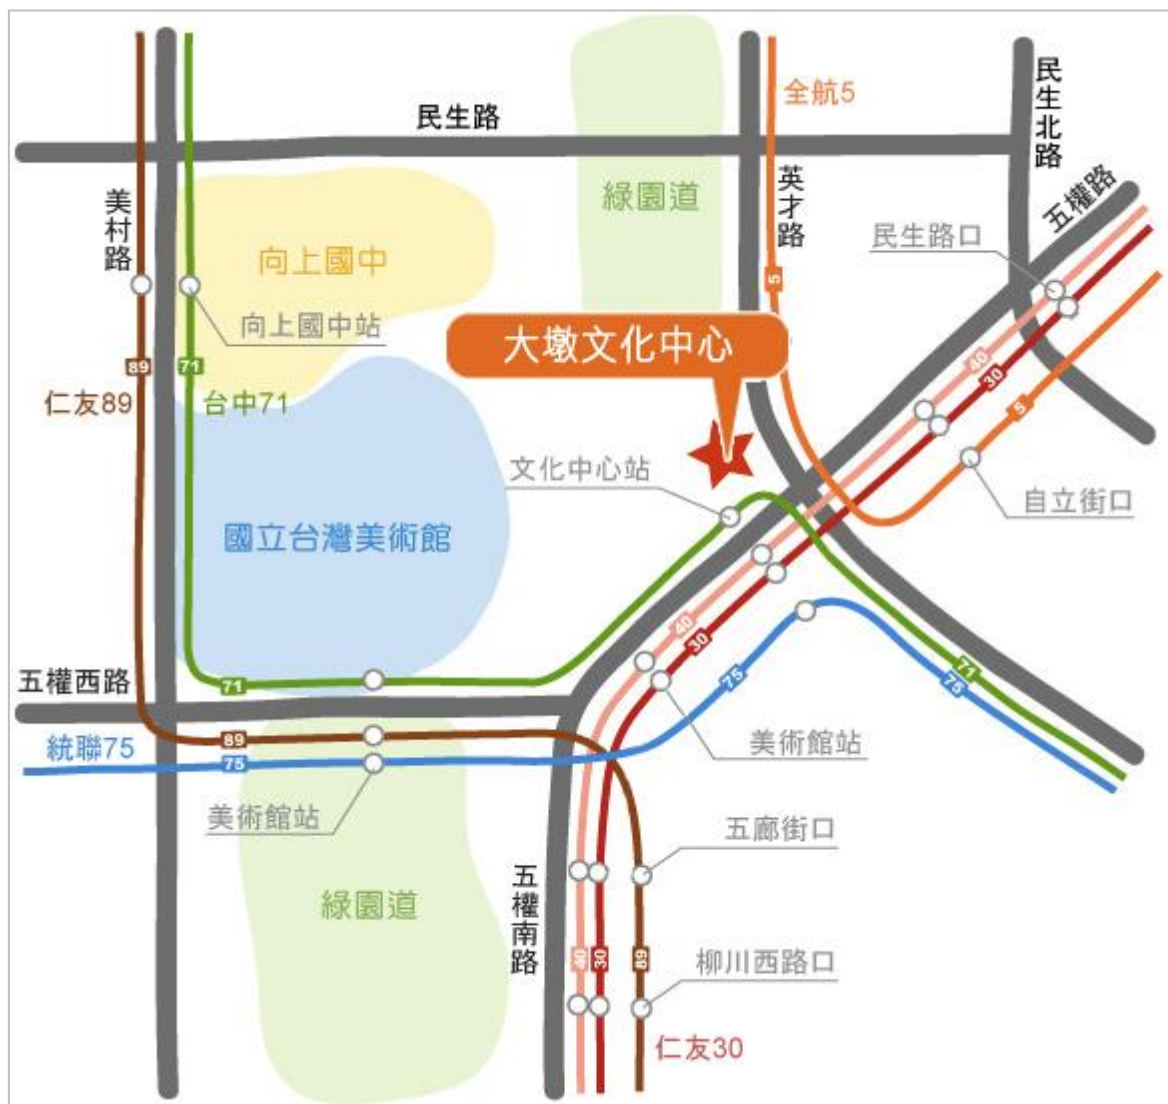 全航5
民生路
民生北路
五權路
美村路
綠園道
英才路
民生路口
向上國中
5
向上國中站
大墩文化中心
40
30
89
71
仁友89
台中71
5
文化中心站
自立街口
國立台灣美術館
40
30
71
75
五權西路
71
統聯75
89
75
美術館站
美術館站
五廊街口
綠園道
五權南路
40
30
89
柳川西路口
仁友30